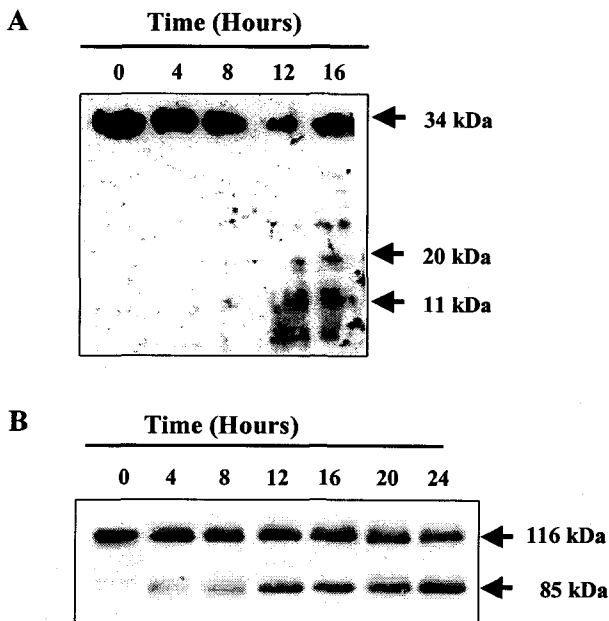 A
Time (Hours)
0 4 8 12 16
34 kDa
20 kDa
11 kDa
B
Time (Hours)
0 4 8 12 16 20 24
116 kDa
85 kDa